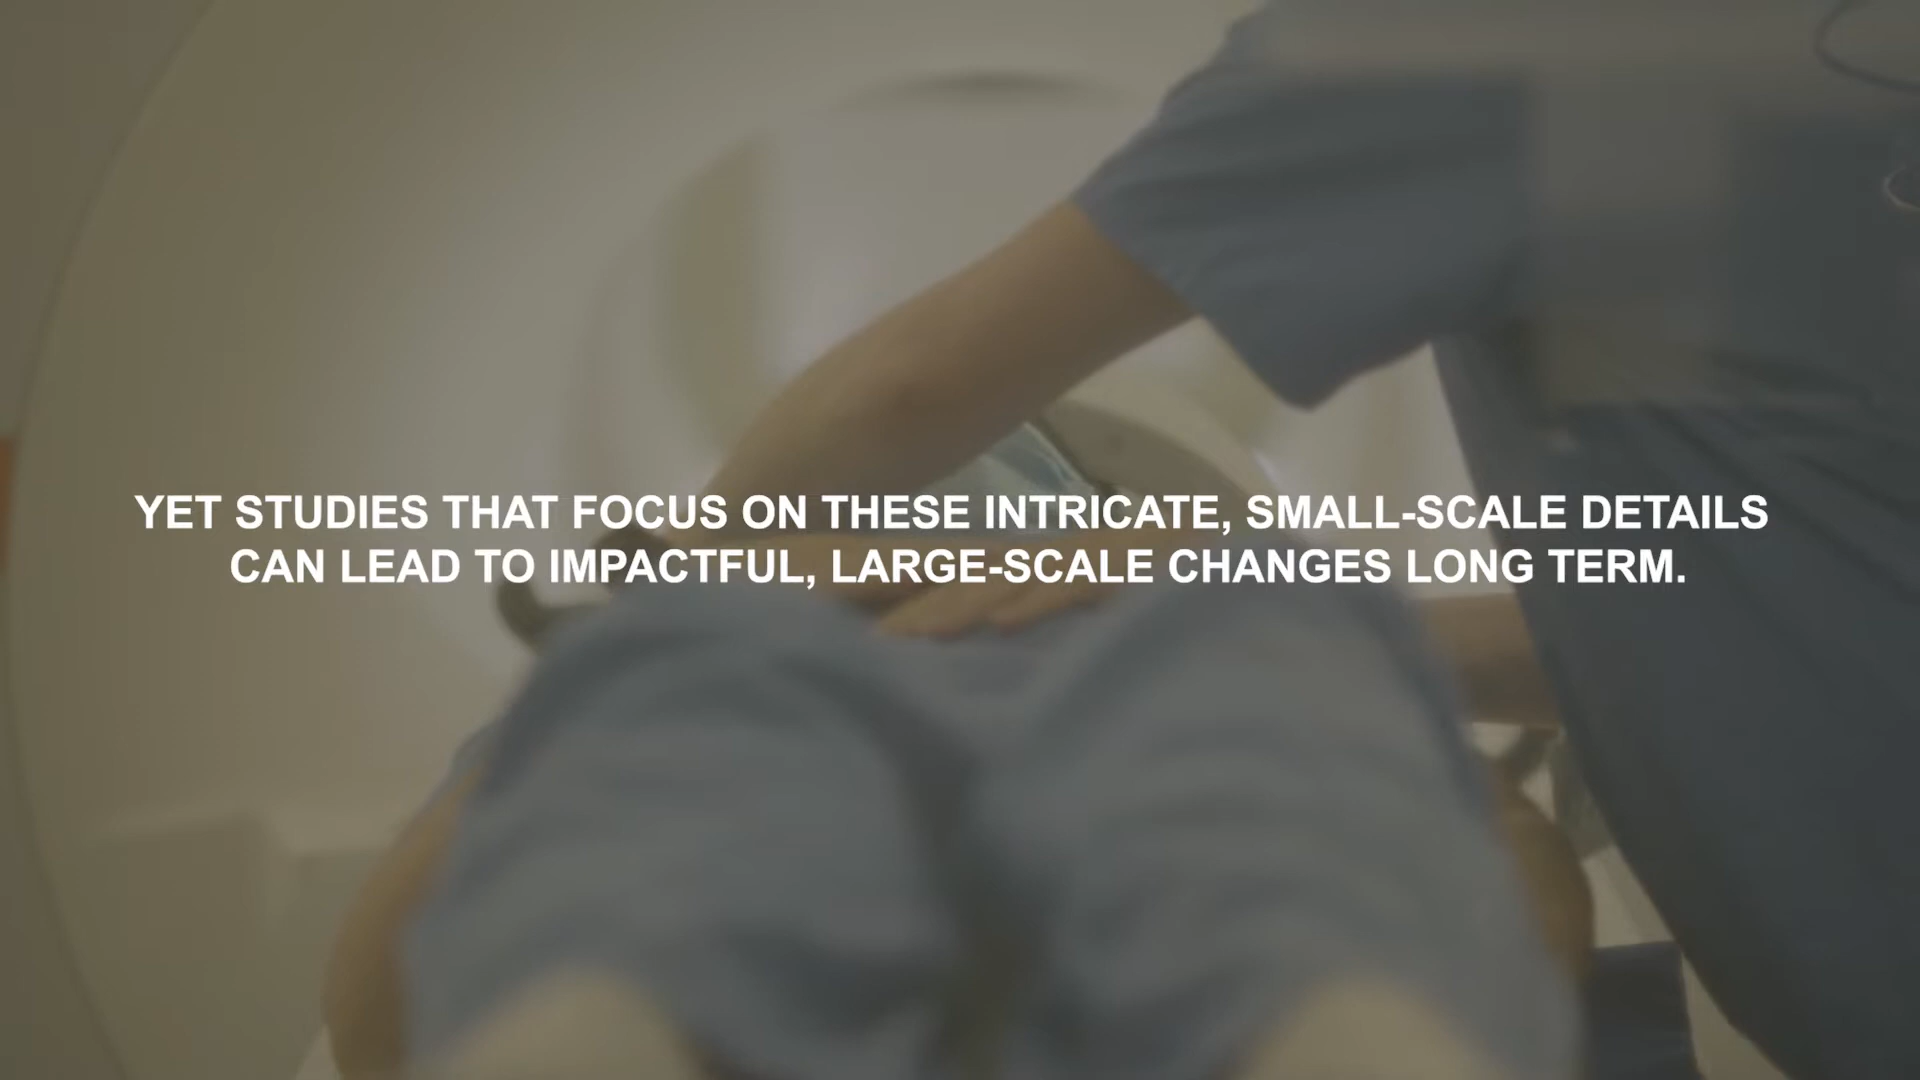 YET STUDIES THAT FOCUS ON THESE INTRICATE, SMALL-SCALE DETAILS
CAN LEAD TO IMPACTFUL, LARGE-SCALE CHANGES LONG TERM.